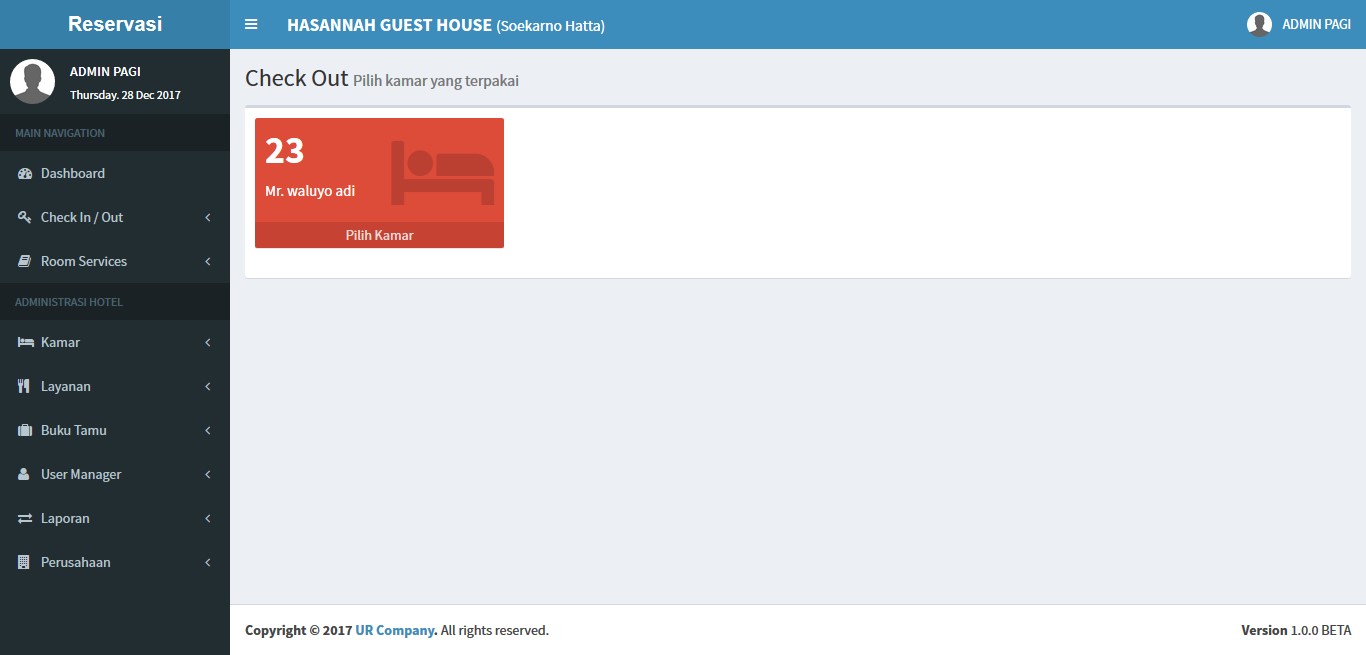 Reservasi
HASANNAH GUEST HOUSE (Soekarno Hatta)
ADMIN PAGI
ADMIN PAGI
Thursday. 28 Dec 2017
MAIN NAVIGATION
Dashboard
Check In / Out
Room Services
ADMINISTRASI HOTEL
Kamar
Layanan
Buku Tamu
User Manager
Laporan
Perusahaan
Check Out Pilih kamar yang terpakai
23
Mr. waluyo adi
Pilih Kamar
Copyright © 2017 UR Company. All rights reserved.
Version 1.0.0 BETA